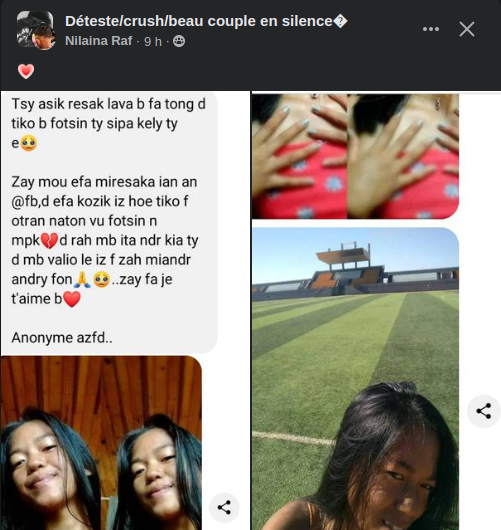 Déteste/crush/beau couple en silence�
Nilaina Raf · 9 h ·
❤️
Tsy asik resak lava b fa tong d
tiko b fotsin ty sipa kely ty
e🥺
Zay mou efa miresaka ian an
@fb,d efa kozik iz hoe tiko f
otran naton vu fotsin n
mpk💔d rah mb ita ndr kia ty
d mb valio le iz f zah miandr
andry fon🙏🥺..zay fa je
t'aime b❤️
Anonyme azfd..